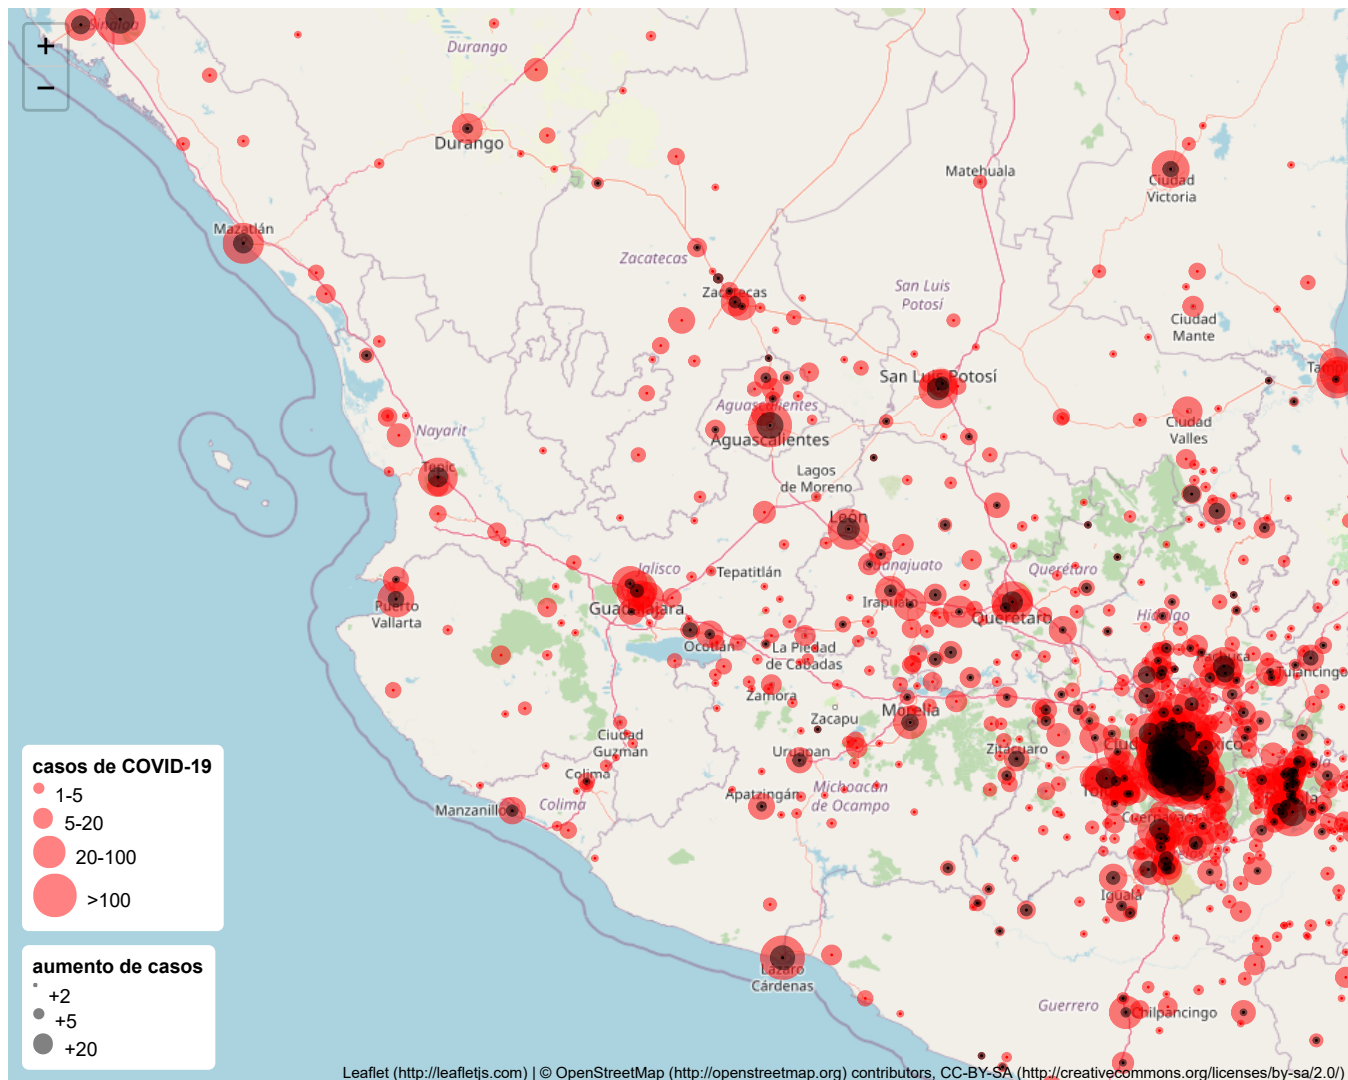 +
−
Sinaloa
Durango
Durango
Matehuala
Ciudad
Victoria
Mazatlán
Zacatecas
Zacatecas
San Luis
Potosí
Ciudad
Mante
San Luis Potosí
Aguascalientes
Aguascalientes
Nayarit
Ciudad
Valles
Tepic
Lagos
de Moreno
León
Jalisco
Tepatitlán
Guanajuato
Querétaro
Puerto
Vallarta
Guadalajara
Irapuato
Querétaro
Hidalgo
Ocotlán
La Piedad
de Cabadas
Pachuca
Tulancingo
Zamora
Morelia
Zacapu
Ciudad
Guzmán
Uruapan
Zitácuaro
Colima
Apatzingán
Michoacán
de Ocampo
Manzanillo
Colima
Cuernavaca
Iguala
Lázaro
Cárdenas
Guerrero
Chilpancingo
casos de COVID-19
1-5
5-20
20-100
>100
aumento de casos
+2
+5
+20
Leaflet (http://leafletjs.com) | © OpenStreetMap (http://openstreetmap.org) contributors, CC-BY-SA (http://creativecommons.org/licenses/by-sa/2.0/)